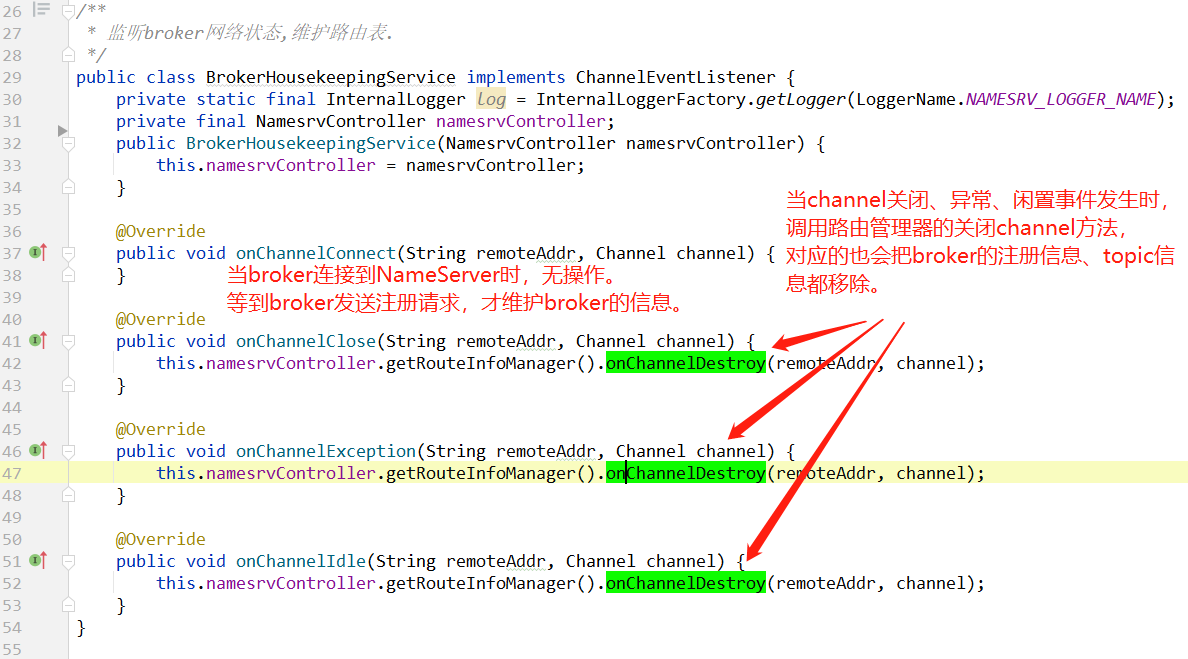 26 /**
27 * 监听broker网络状态,维护路由表.
28 */
29 public class BrokerHousekeepingService implements ChannelEventListener {
30 private static final InternalLogger log = InternalLoggerFactory.getLogger(LoggerName.NAMESRV_LOGGER_NAME);
31 private final NamesrvController namesrvController;
32 public BrokerHousekeepingService(NamesrvController namesrvController) {
33 this.namesrvController = namesrvController;
34 }
35
36 @Override
37 public void onChannelConnect(String remoteAddr, Channel channel) {
38 }
当broker连接到NameServer时，无操作。
等到broker发送注册请求，才维护broker的信息。
当channel关闭、异常、闲置事件发生时，
调用路由管理器的关闭channel方法，
对应的也会把broker的注册信息、topic信
息都移除。
39
40 @Override
41 public void onChannelClose(String remoteAddr, Channel channel) {
42 this.namesrvController.getRouteInfoManager().onChannelDestroy(remoteAddr, channel);
43 }
44
45 @Override
46 public void onChannelException(String remoteAddr, Channel channel) {
47 this.namesrvController.getRouteInfoManager().onChannelDestroy(remoteAddr, channel);
48 }
49
50 @Override
51 public void onChannelIdle(String remoteAddr, Channel channel) {
52 this.namesrvController.getRouteInfoManager().onChannelDestroy(remoteAddr, channel);
53 }
54 }
55